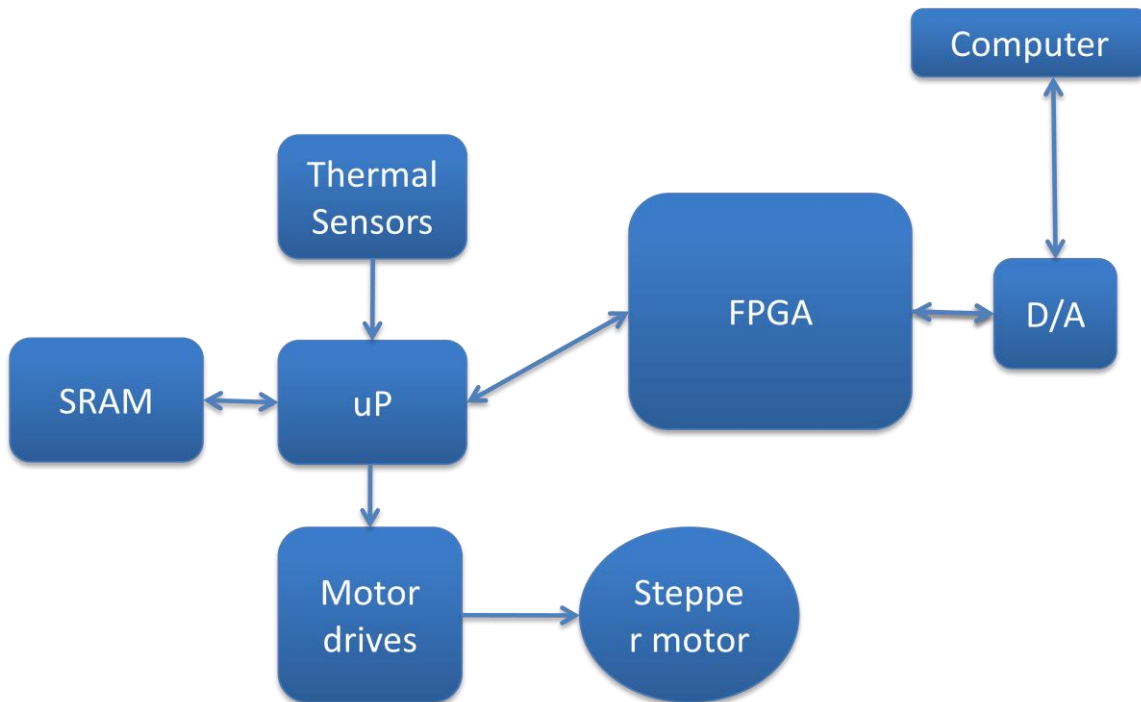 Computer
Thermal
Sensors
FPGA
D/A
SRAM
uP
Motor
drives
Steppe
r motor